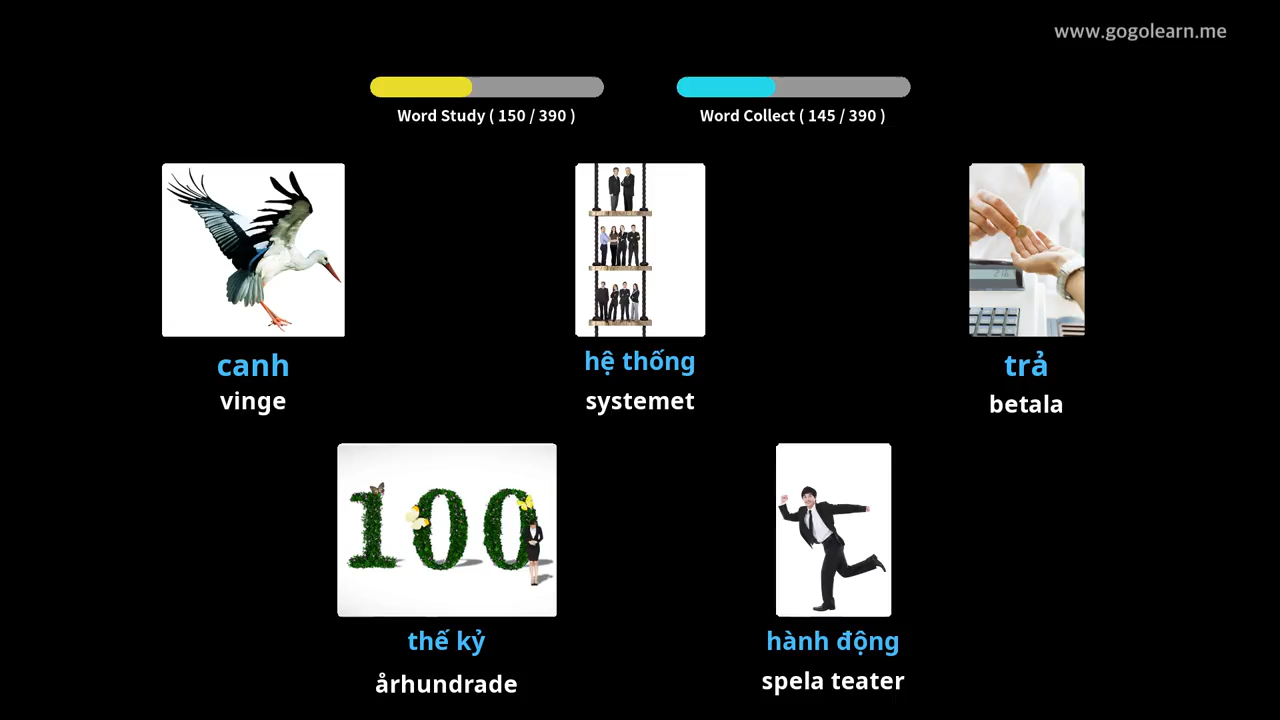 www.gogolearn.me
Word Study ( 150 / 390 )
Word Collect ( 145 / 390 )
canh
vinge
hệ thống
systemet
trả
betala
100
thế kỷ
århundrade
hành động
spela teater